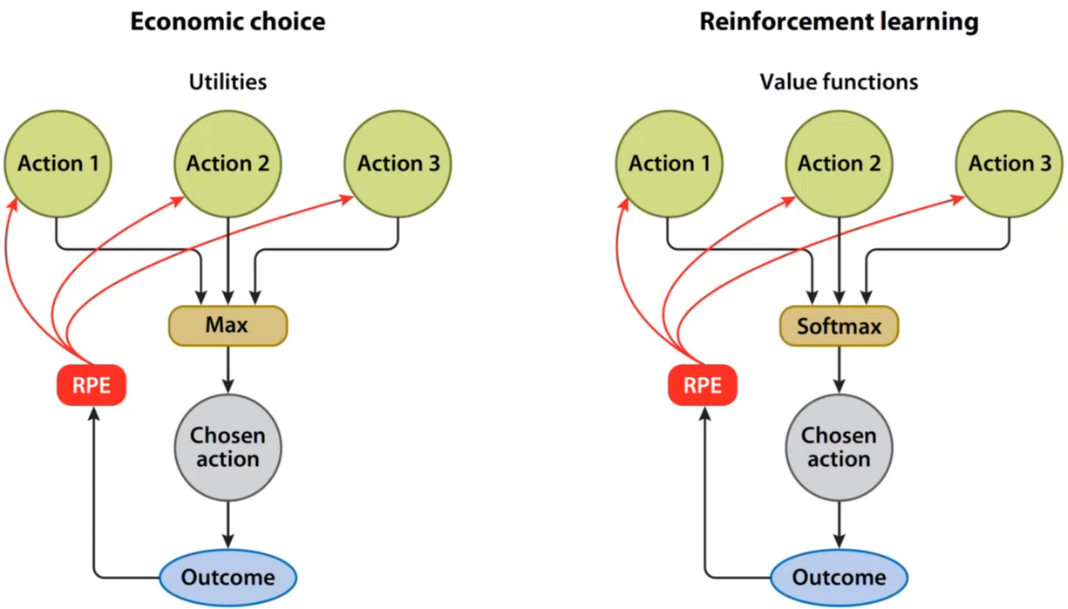 Economic choice
Utilities
Action 1
Action 2
Action 3
Max
RPE
Chosen
action
Outcome
Reinforcement learning
Value functions
Action 1
Action 2
Action 3
Softmax
RPE
Chosen
action
Outcome